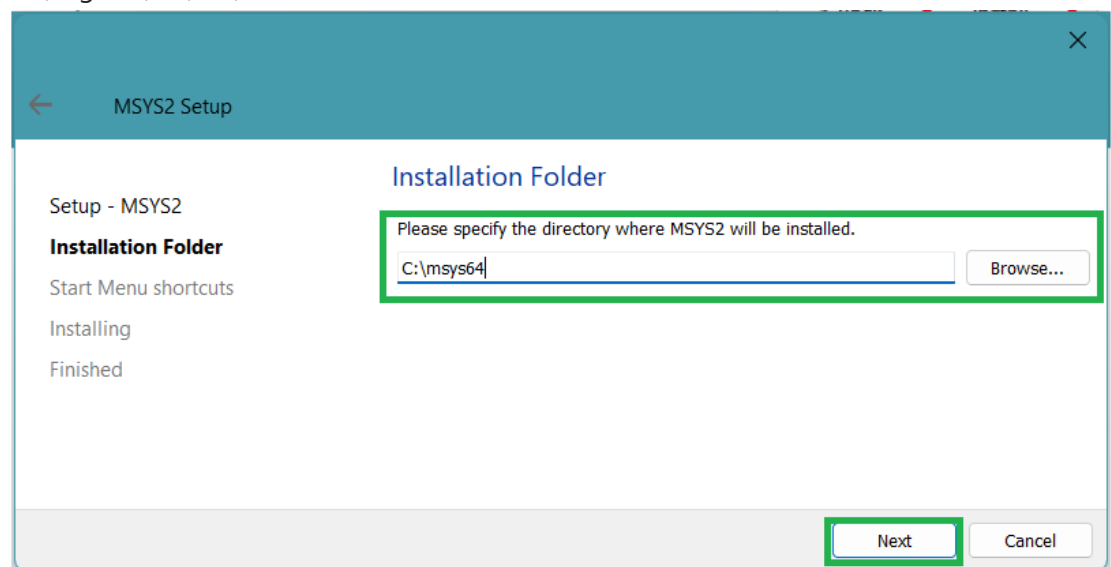 MSYS2 Setup
Setup - MSYS2
Installation Folder
Start Menu shortcuts
Installing
Finished
Installation Folder
Please specify the directory where MSYS2 will be installed.
C:\msys64
Browse...
Next
Cancel